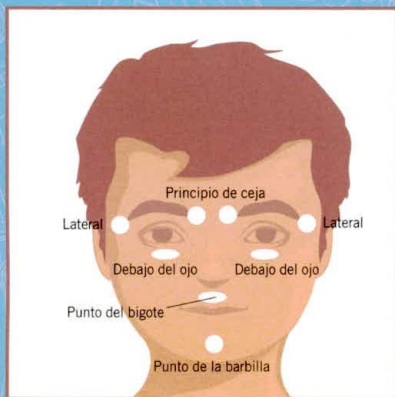 Principio de ceja
Lateral
Lateral
Debajo del ojo
Debajo del ojo
Punto del bigote
Punto de la barbilla